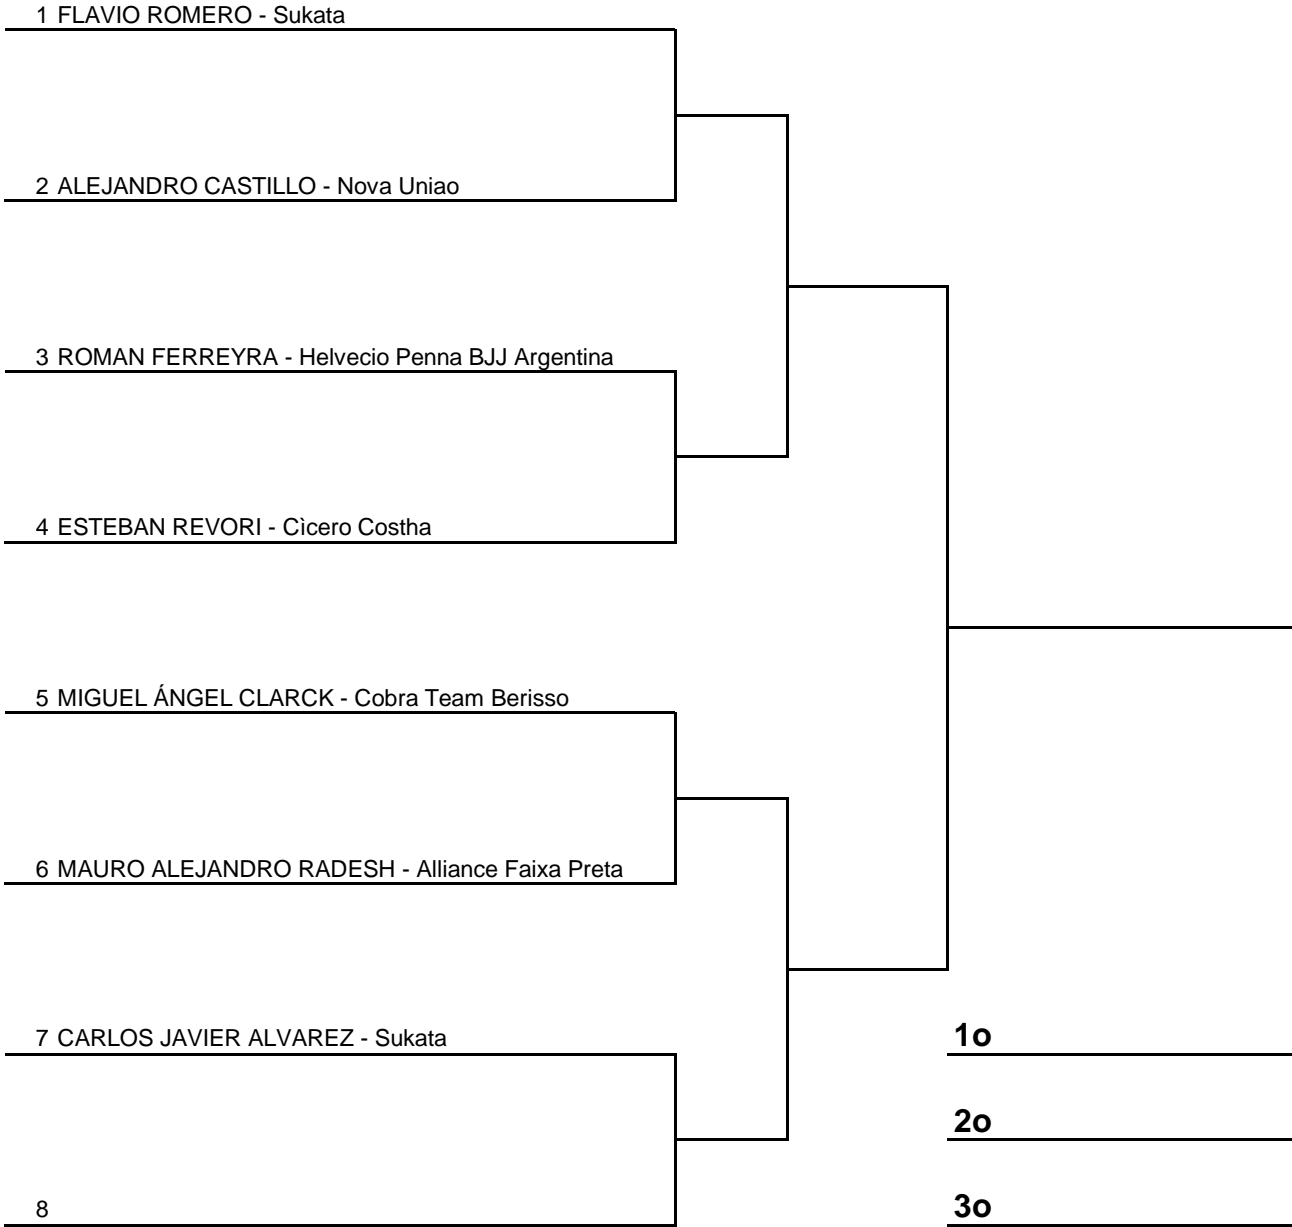 1 FLAVIO ROMERO - Sukata
2 ALEJANDRO CASTILLO - Nova Uniao
3 ROMAN FERREYRA - Helvecio Penna BJJ Argentina
4 ESTEBAN REVORI - Cìcero Costha
5 MIGUEL ÁNGEL CLARCK - Cobra Team Berisso
6 MAURO ALEJANDRO RADESH - Alliance Faixa Preta
7 CARLOS JAVIER ALVAREZ - Sukata
1o
2o
8
3o